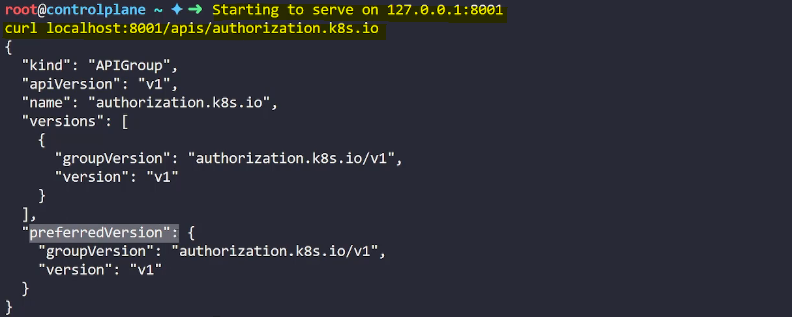 root@controlplane ~ ✦ ➜ Starting to serve on 127.0.0.1:8001
curl localhost:8001/apis/authorization.k8s.io
{
  "kind": "APIGroup",
  "apiVersion": "v1",
  "name": "authorization.k8s.io",
  "versions": [
    {
      "groupVersion": "authorization.k8s.io/v1",
      "version": "v1"
    }
  ],
  "preferredVersion": {
    "groupVersion": "authorization.k8s.io/v1",
    "version": "v1"
  }
}